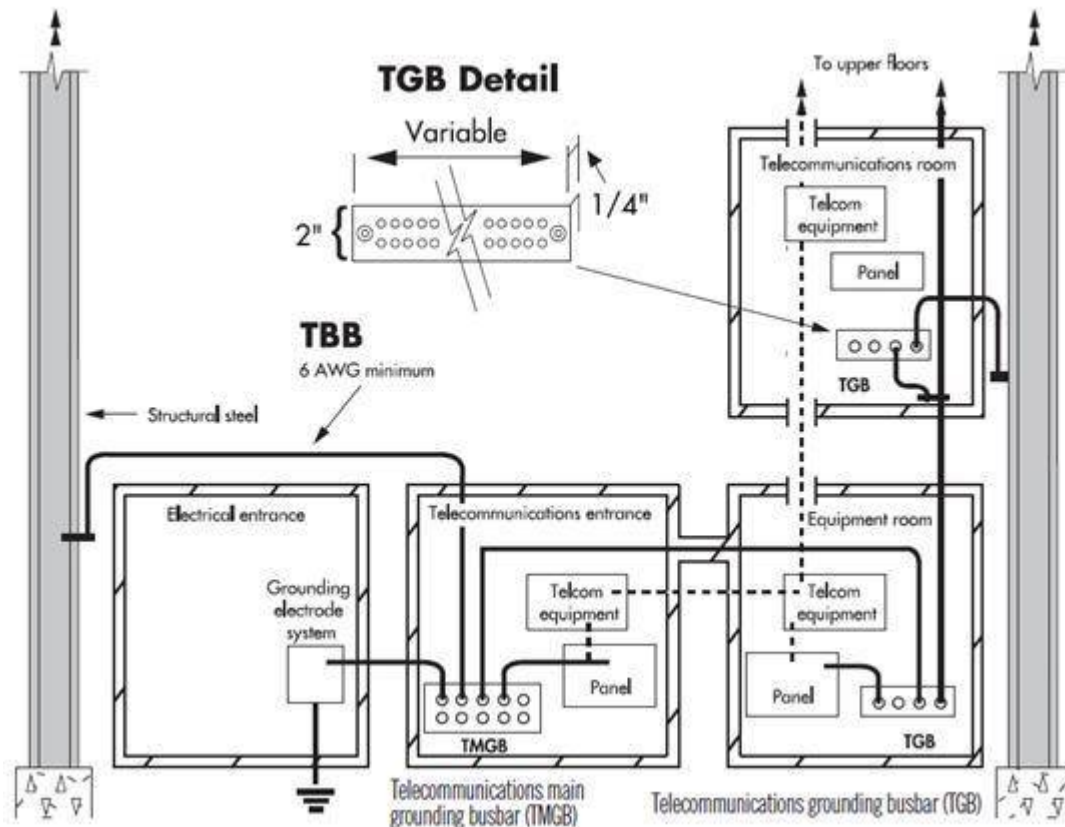 TGB Detail
Variable
1/4"
2"
To upper floors
Telecommunications room
Telcom
equipment
Panel
TGB
TBB
6 AWG minimum
Structural steel
Electrical entrance
Grounding
electrode
system
Telecommunications entrance
Telcom
equipment
Panel
TMGB
Equipment room
Telcom
equipment
Panel
TGB
Telecommunications main
grounding busbar (TMGB)
Telecommunications grounding busbar (TGB)